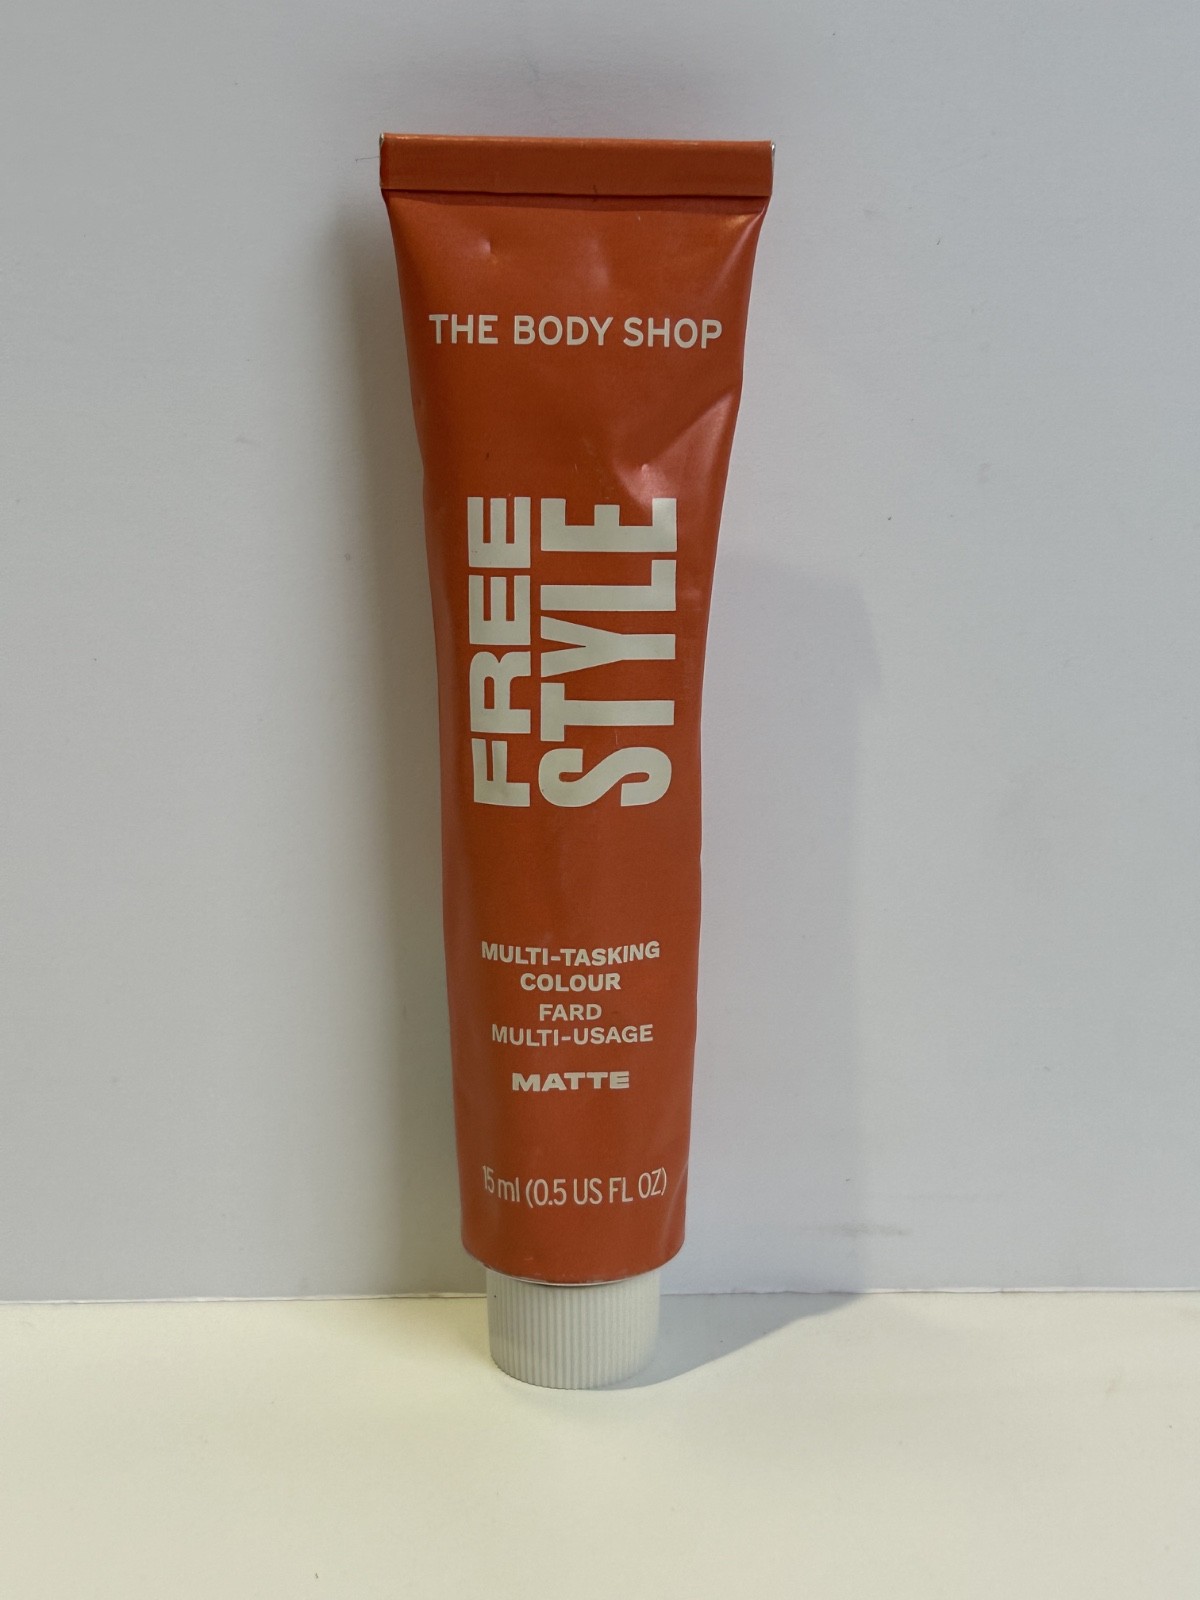 THE BODY SHOP
FREE
STYLE
MULTI-TASKING
COLOUR
FARD
MULTI-USAGE
MATTE
15 ml (0.5 US FL OZ)